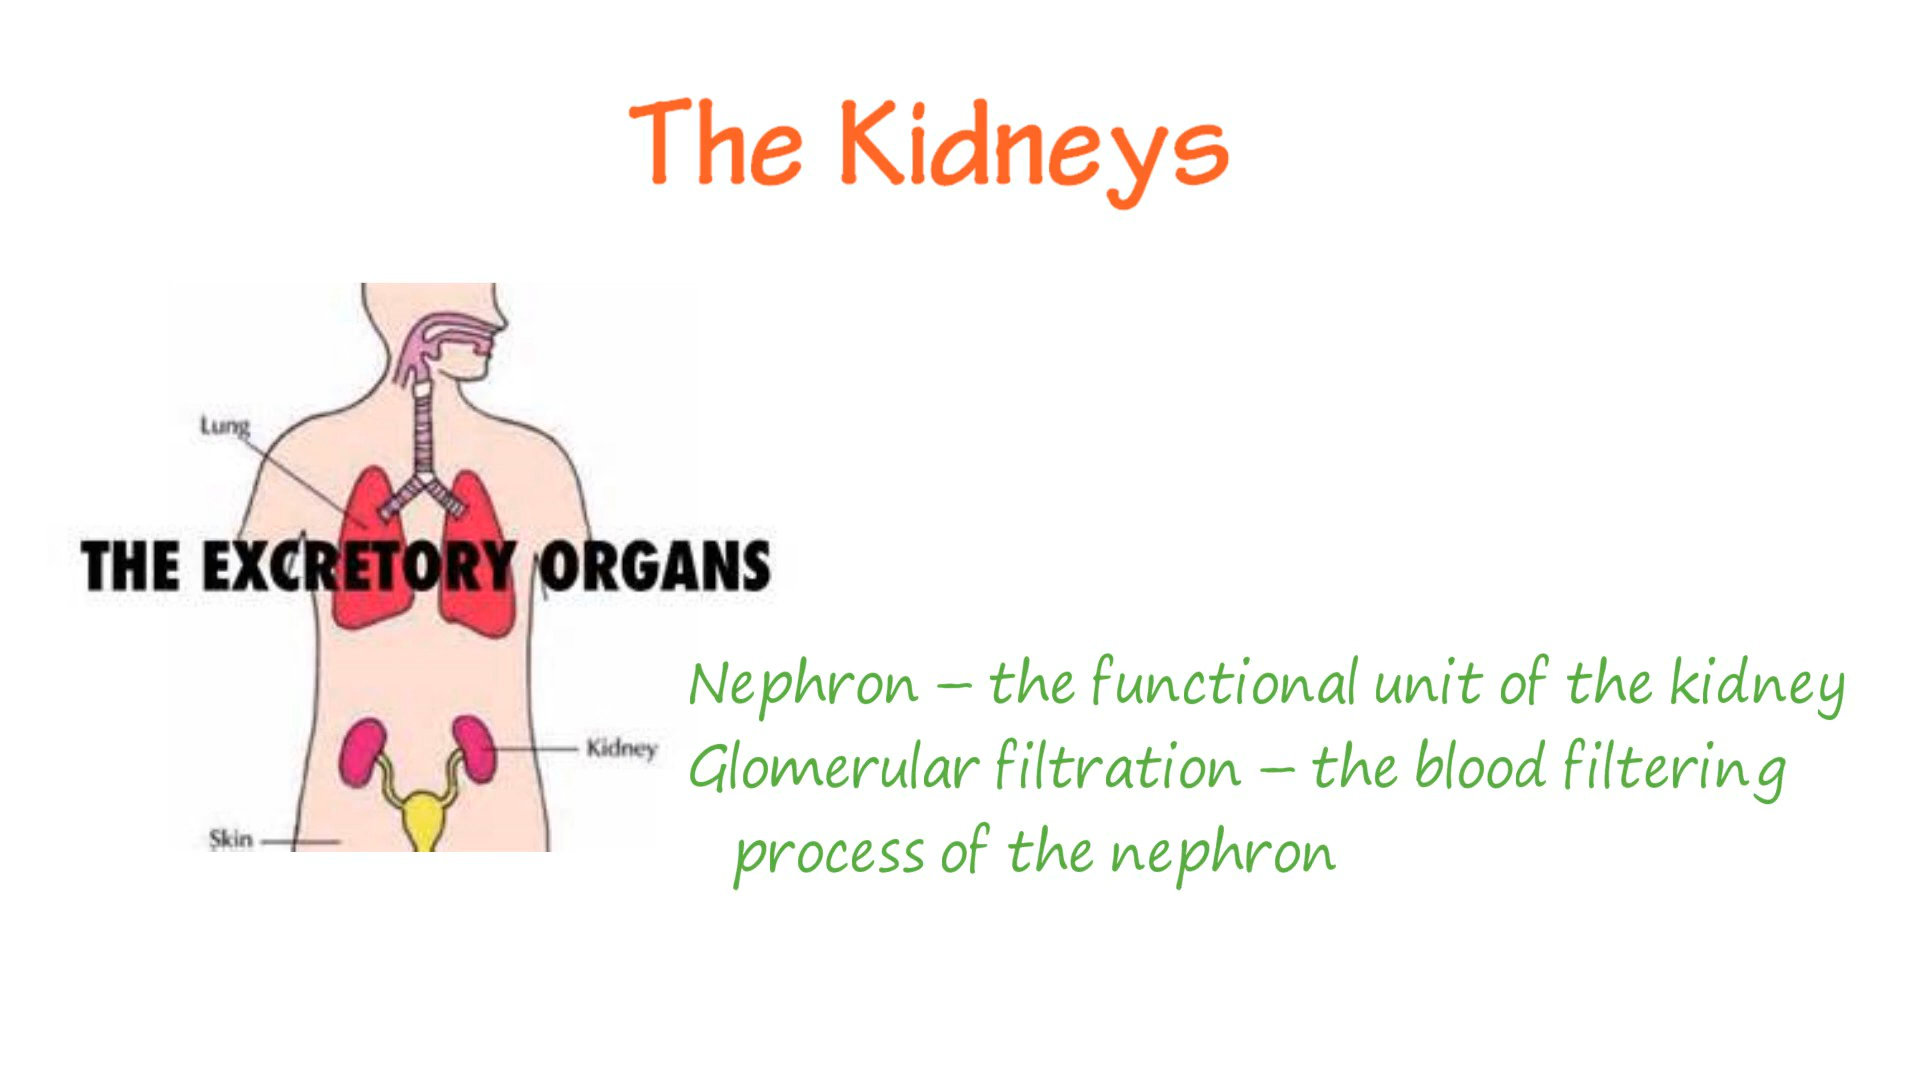 The Kidneys
Lung
THE EXCRETORY ORGANS
Nephron – the functional unit of the kidney
Kidney
Glomerular filtration – the blood filtering
process of the nephron
Skin